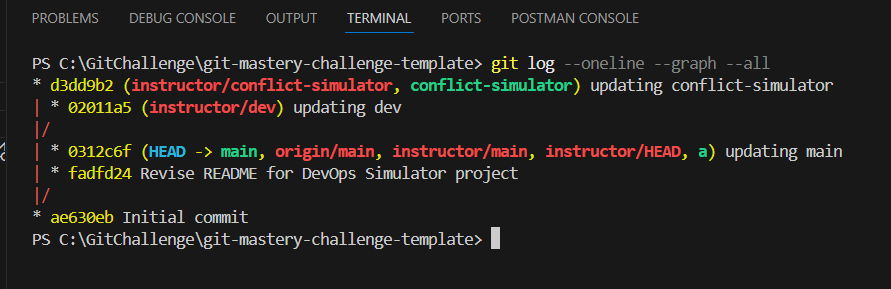 PROBLEMS DEBUG CONSOLE OUTPUT TERMINAL PORTS POSTMAN CONSOLE
PS C:\GitChallenge\git-mastery-challenge-template> git log --oneline --graph --all
* d3dd9b2 (instructor/conflict-simulator, conflict-simulator) updating conflict-simulator
| * 02011a5 (instructor/dev) updating dev
|/
| * 0312c6f (HEAD -> main, origin/main, instructor/main, instructor/HEAD, a) updating main
| * fadfd24 Revise README for DevOps Simulator project
|/
* ae630eb Initial commit
PS C:\GitChallenge\git-mastery-challenge-template>